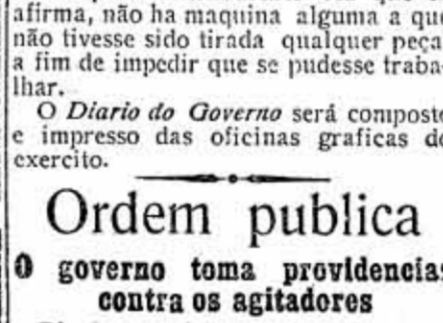 afirma, não ha maquina alguma a que
não tivesse sido tirada qualquer peça
a fim de impedir que se pudesse traba-
lhar.
O Diario do Governo será composto
e impresso das oficinas graficas do
exercito.
Ordem publica
O governo toma providencias
contra os agitadores